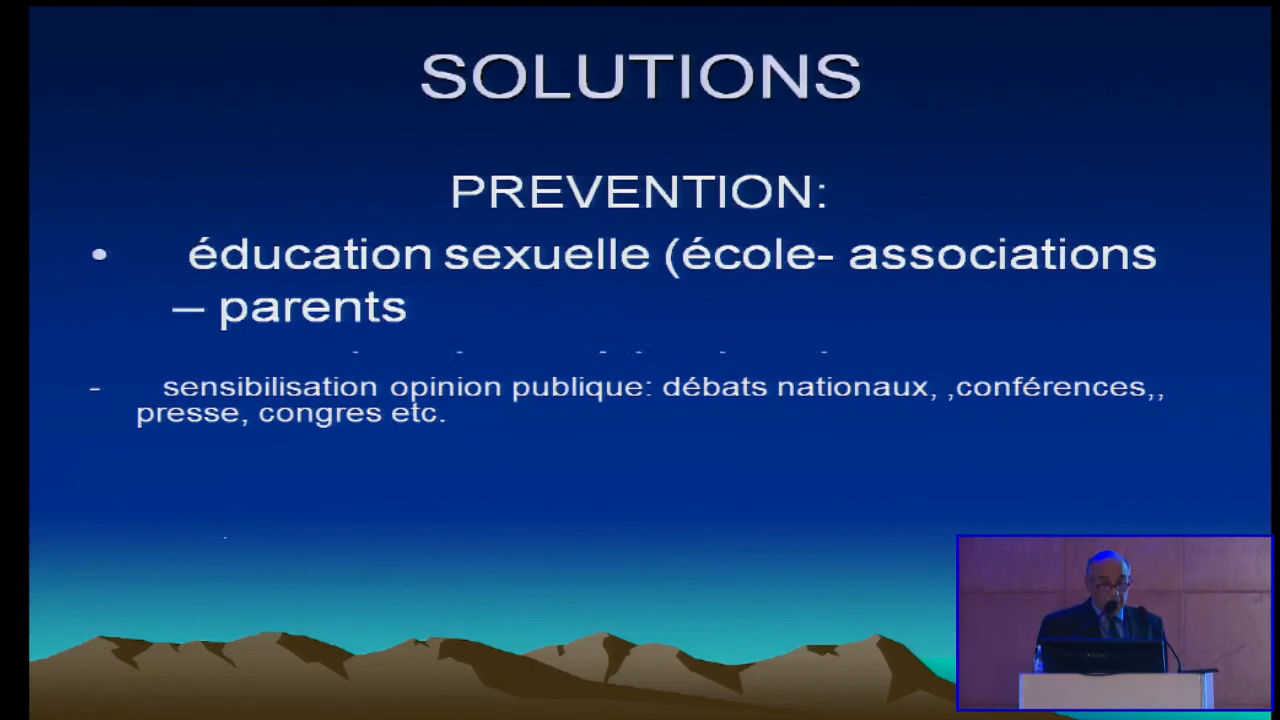 SOLUTIONS
PREVENTION:
• éducation sexuelle (école- associations
– parents
- sensibilisation opinion publique: débats nationaux, ,conférences,,
presse, congres etc.